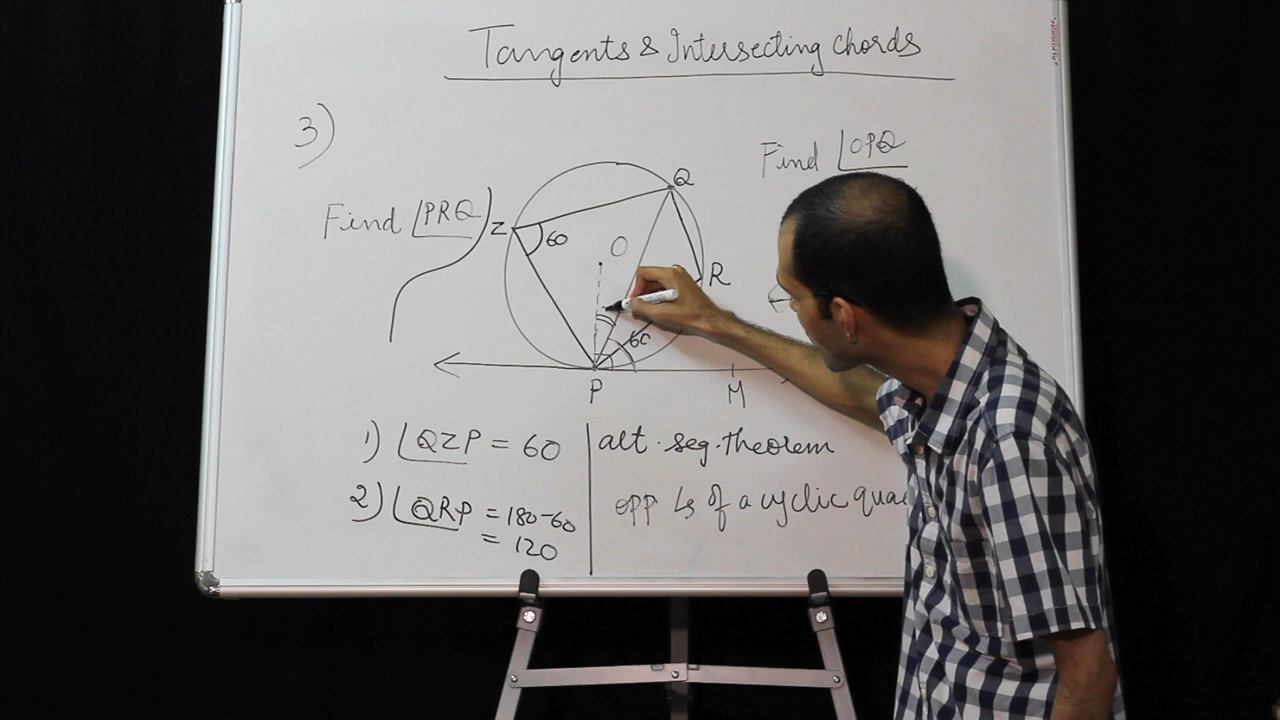 Tangents & Intersecting chords
3)
Find ∠OPQ
Find ∠PRQ
Q
Z
60
O
R
60
P
M
1) ∠QZP = 60
alt. seg. theorem
2) ∠QRP = 180-60
= 120
opp ∠s of a cyclic